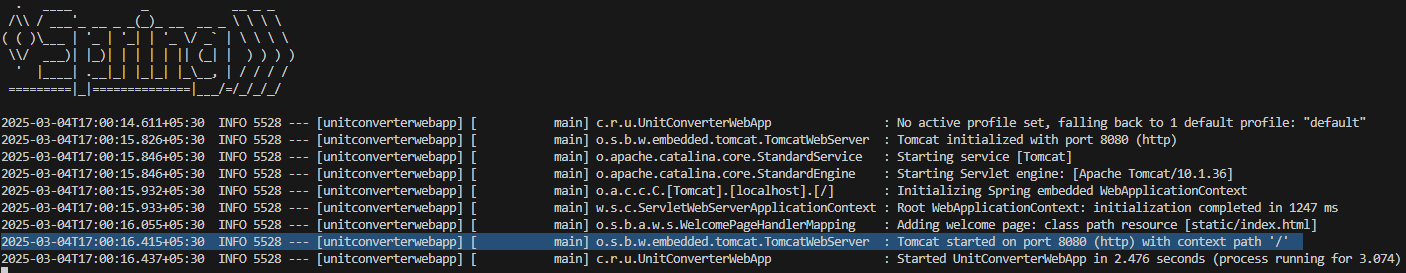 .   ____          _            __ _ _
 /\\ / ___'_ __ _ _(_)_ __  __ _ \ \ \ \
( ( )\___ | '_ | '_| | '_ \/ _` | \ \ \ \
 \\/  ___)| |_)| | | | | || (_| |  ) ) ) )
  '  |____| .__|_| |_|_| |_\__, | / / / /
 =========|_|==============|___/=/_/_/_/
2025-03-04T17:00:14.611+05:30  INFO 5528 --- [unitconverterwebapp] [           main] c.r.u.UnitConverterWebApp                : No active profile set, falling back to 1 default profile: "default"
2025-03-04T17:00:15.826+05:30  INFO 5528 --- [unitconverterwebapp] [           main] o.s.b.w.embedded.tomcat.TomcatWebServer  : Tomcat initialized with port 8080 (http)
2025-03-04T17:00:15.846+05:30  INFO 5528 --- [unitconverterwebapp] [           main] o.apache.catalina.core.StandardService   : Starting service [Tomcat]
2025-03-04T17:00:15.846+05:30  INFO 5528 --- [unitconverterwebapp] [           main] o.apache.catalina.core.StandardEngine    : Starting Servlet engine: [Apache Tomcat/10.1.36]
2025-03-04T17:00:15.932+05:30  INFO 5528 --- [unitconverterwebapp] [           main] o.a.c.c.C.[Tomcat].[localhost].[/]       : Initializing Spring embedded WebApplicationContext
2025-03-04T17:00:15.933+05:30  INFO 5528 --- [unitconverterwebapp] [           main] w.s.c.ServletWebServerApplicationContext : Root WebApplicationContext: initialization completed in 1247 ms
2025-03-04T17:00:16.055+05:30  INFO 5528 --- [unitconverterwebapp] [           main] o.s.b.a.w.s.WelcomePageHandlerMapping    : Adding welcome page: class path resource [static/index.html]
2025-03-04T17:00:16.415+05:30  INFO 5528 --- [unitconverterwebapp] [           main] o.s.b.w.embedded.tomcat.TomcatWebServer  : Tomcat started on port 8080 (http) with context path '/'
2025-03-04T17:00:16.437+05:30  INFO 5528 --- [unitconverterwebapp] [           main] c.r.u.UnitConverterWebApp                : Started UnitConverterWebApp in 2.476 seconds (process running for 3.074)